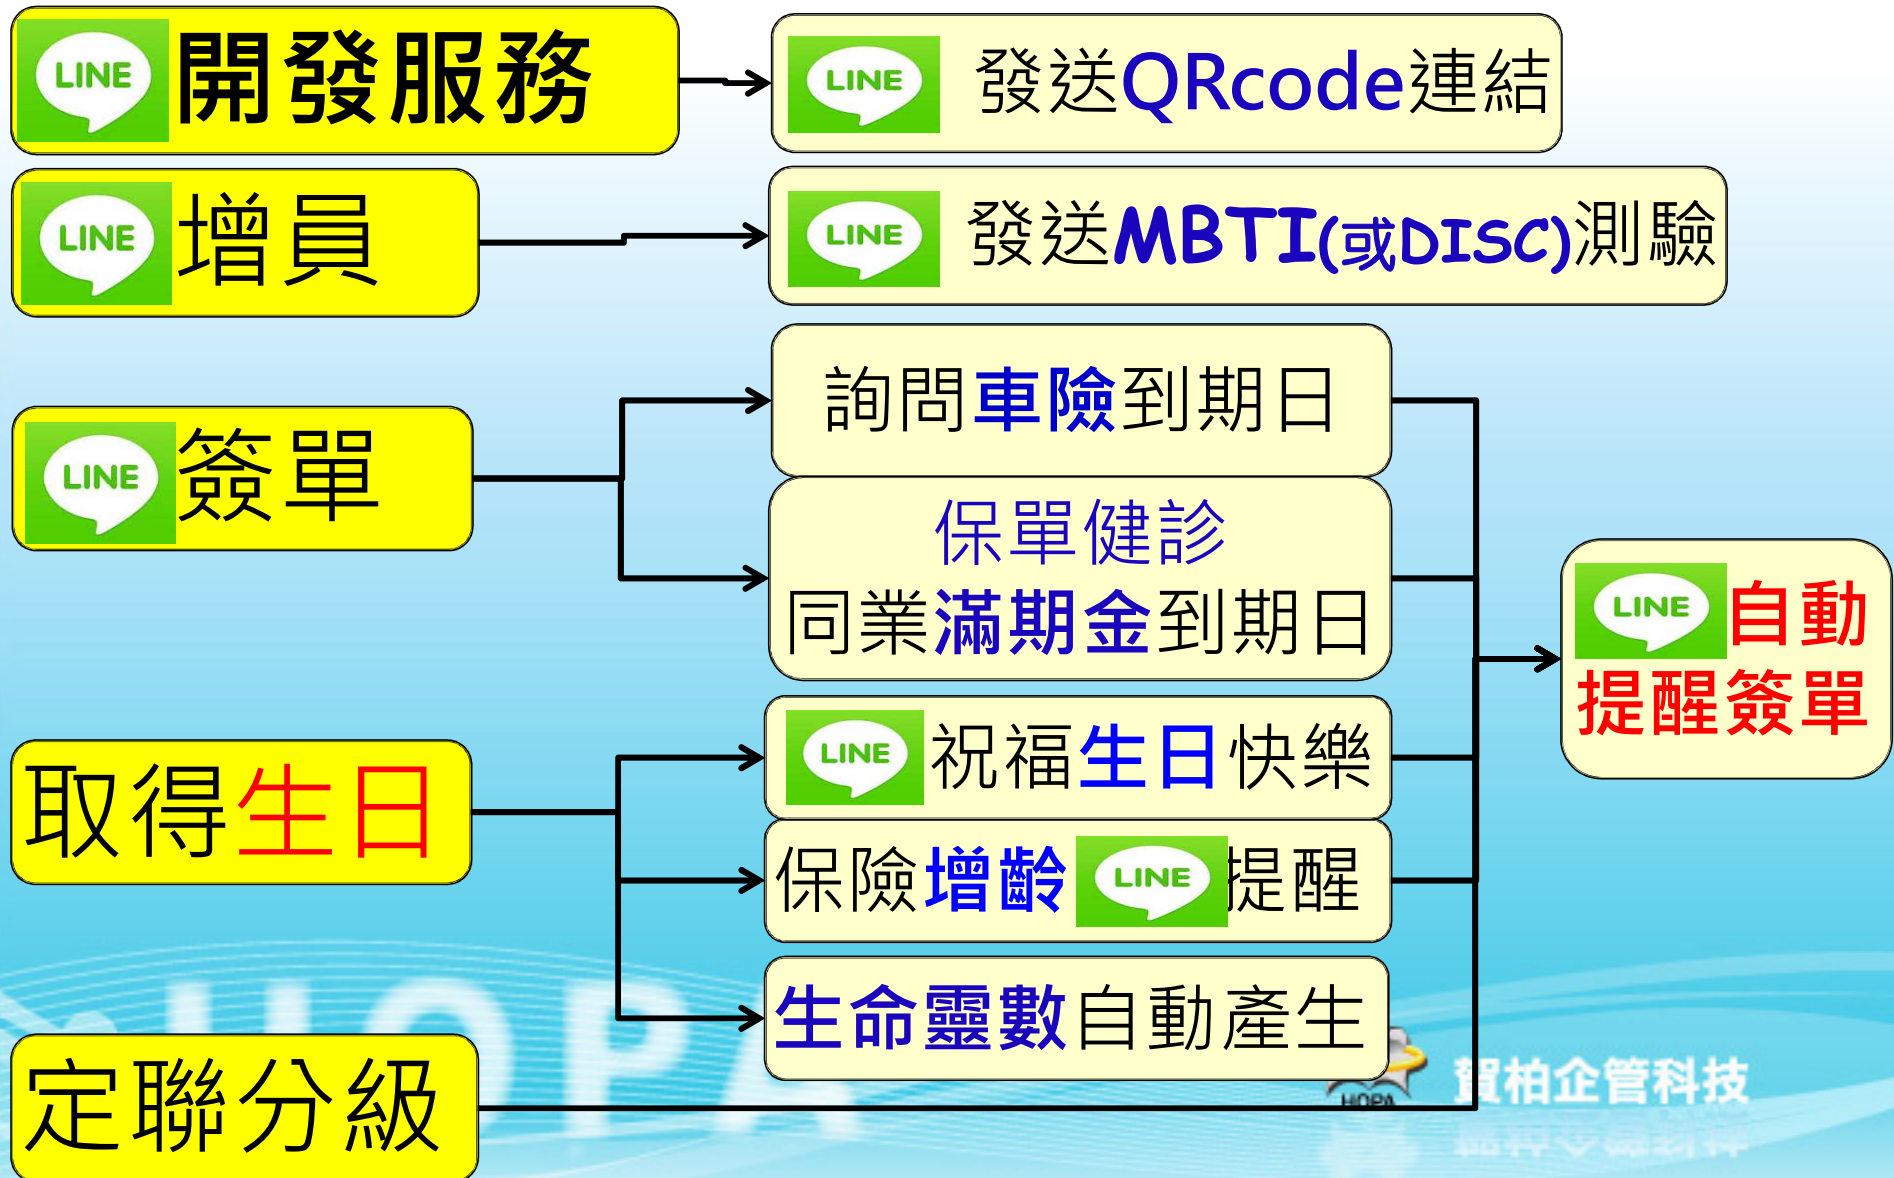 LINE 開發服務
LINE 發送QRcode連結
LINE 增員
LINE 發送MBTI(或DISC)測驗
LINE 簽單
詢問車險到期日
保單健診
同業滿期金到期日
LINE 自動
提醒簽單
取得生日
LINE 祝福生日快樂
保險增齡 LINE 提醒
生命靈數自動產生
定聯分級
HOPA
HOPA
賀柏企管科技